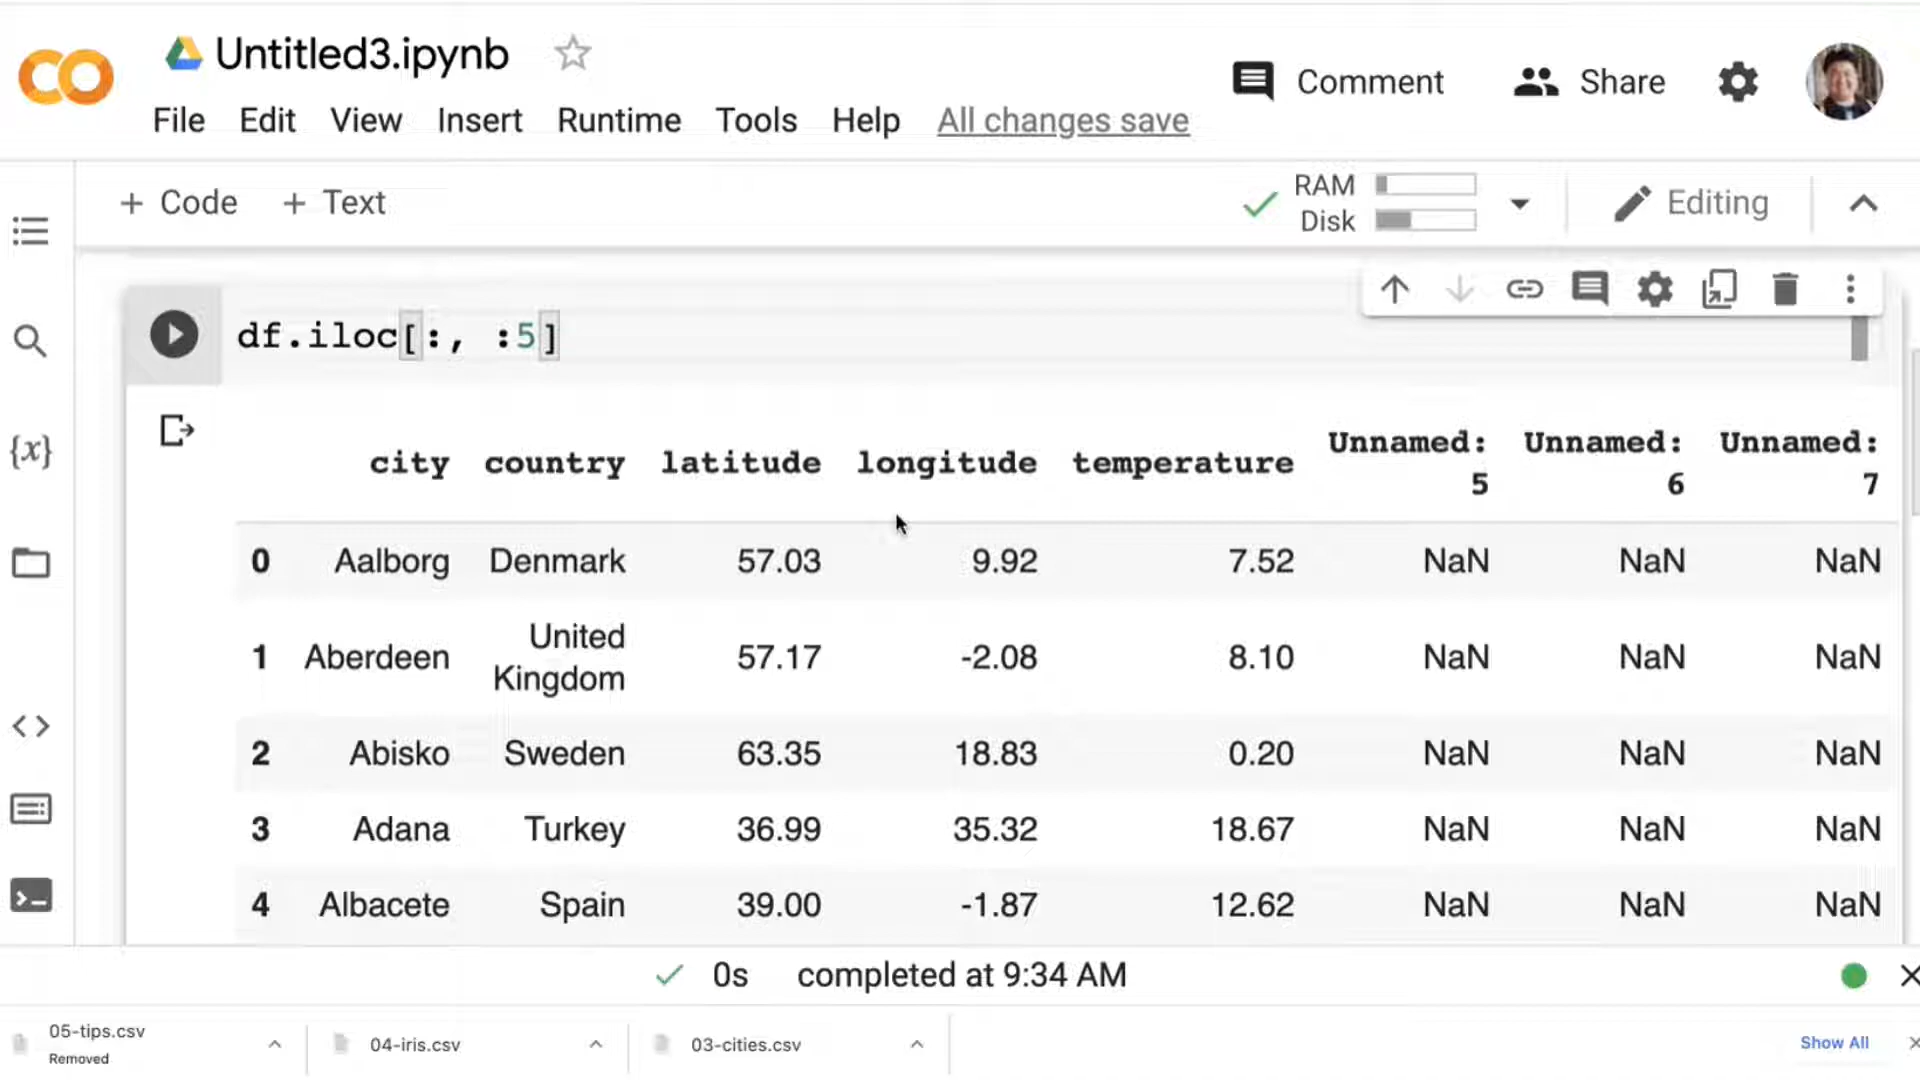 Untitled3.ipynb
Comment
Share
File Edit View Insert Runtime Tools Help All changes save
+ Code + Text
RAM
Disk
Editing
df.iloc[:, :5]
city country latitude longitude temperature Unnamed: 5 Unnamed: 6 Unnamed: 7
0 Aalborg Denmark 57.03 9.92 7.52 NaN NaN NaN
1 Aberdeen United Kingdom 57.17 -2.08 8.10 NaN NaN NaN
2 Abisko Sweden 63.35 18.83 0.20 NaN NaN NaN
3 Adana Turkey 36.99 35.32 18.67 NaN NaN NaN
4 Albacete Spain 39.00 -1.87 12.62 NaN NaN NaN
0s completed at 9:34 AM
05-tips.csv
Removed
04-iris.csv
03-cities.csv
Show All